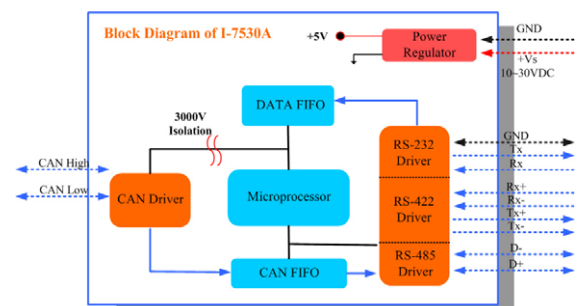 Block Diagram of I-7530A
+5V
Power
Regulator
GND
+Vs
10~30VDC
DATA FIFO
3000V
Isolation
RS-232
Driver
GND
Tx
Rx
CAN High
CAN Low
CAN Driver
Microprocessor
RS-422
Driver
Rx+
Rx-
Tx+
Tx-
CAN FIFO
RS-485
Driver
D-
D+